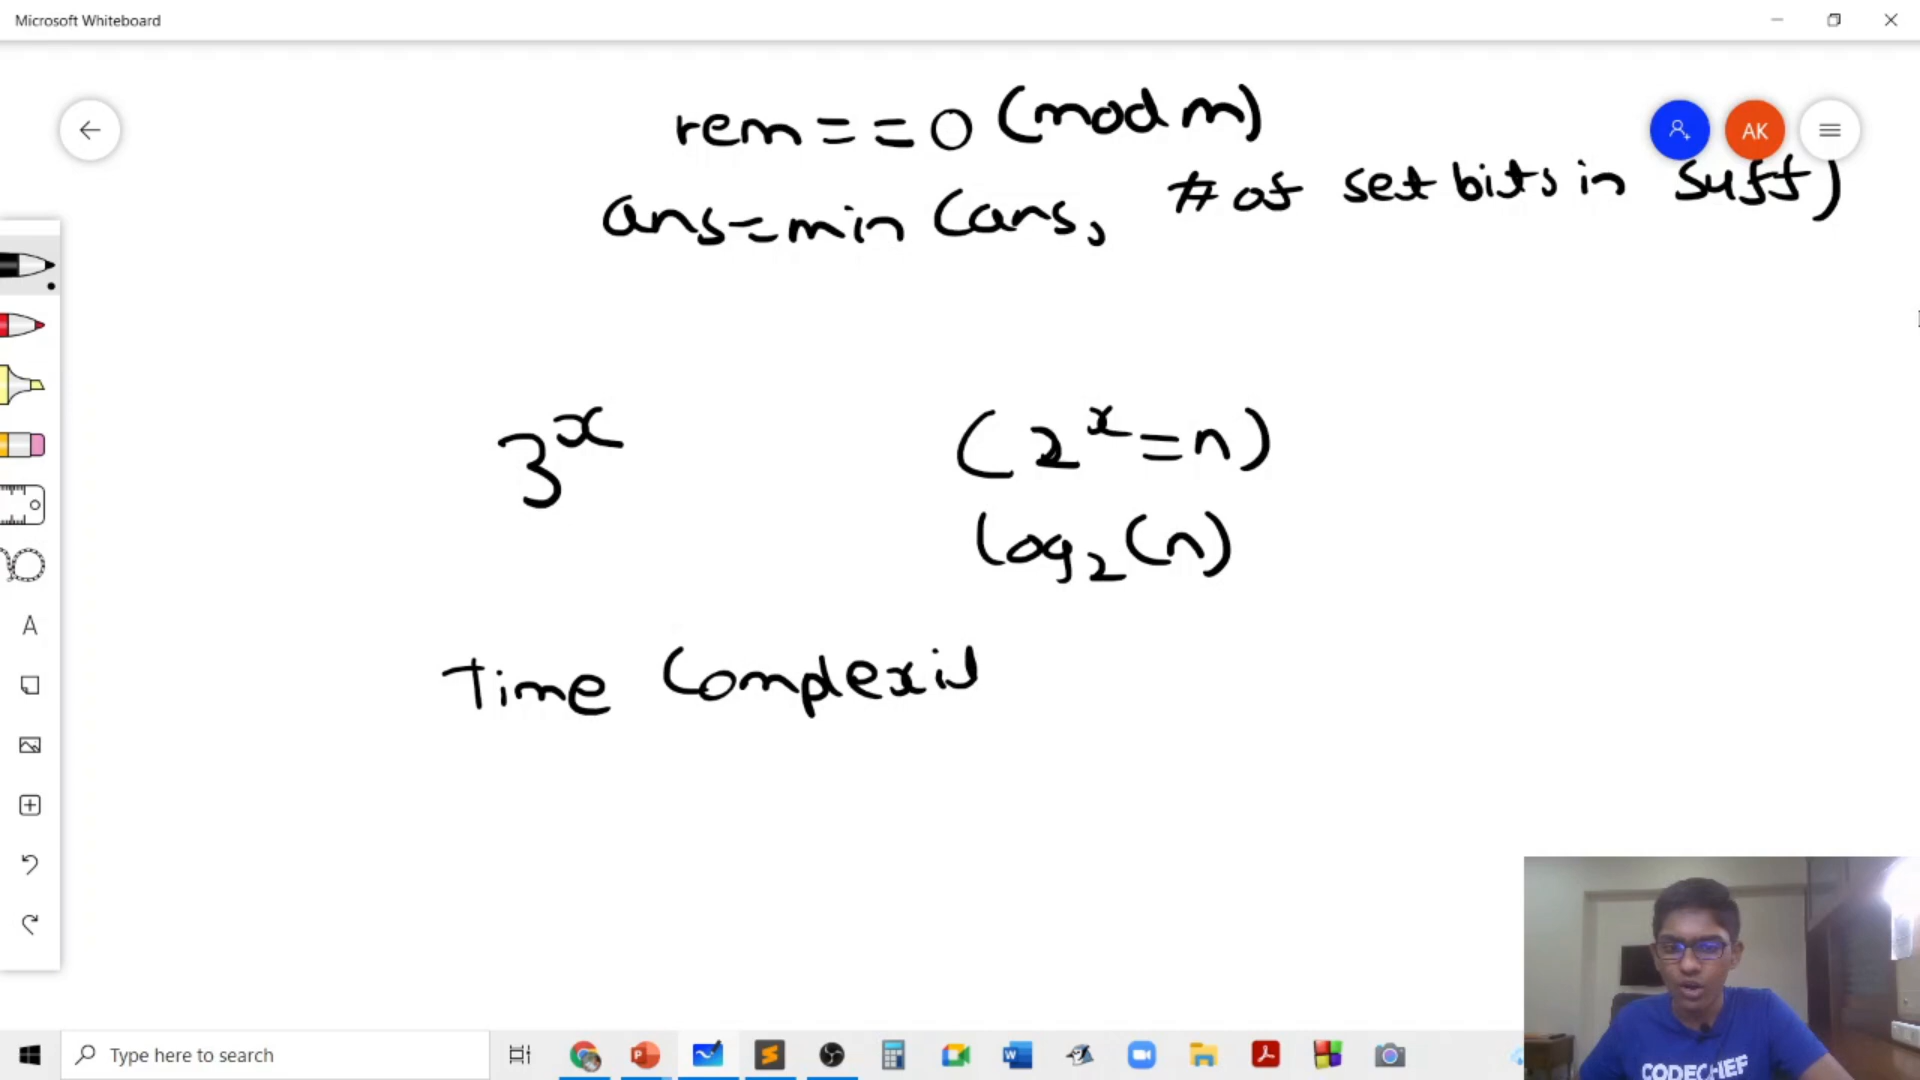 Microsoft Whiteboard
rem==0 (mod m)
AK
ans=min (ans, # of set bits in suff)
3^x
(2^x=n)
log_2(n)
A
Time Complexit
Type here to search
CODECHEF